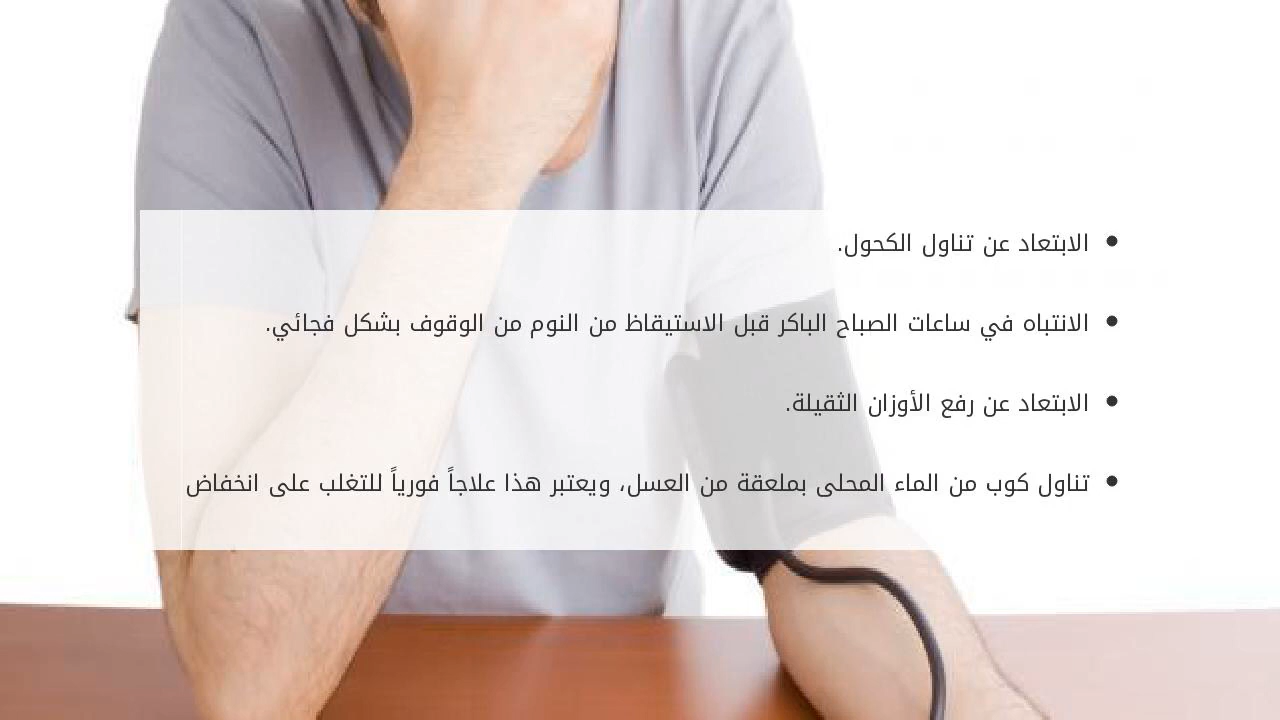 الابتعاد عن تناول الكحول.
الانتباه في ساعات الصباح الباكر قبل الاستيقاظ من النوم من الوقوف بشكل فجائي.
الابتعاد عن رفع الأوزان الثقيلة.
تناول كوب من الماء المحلى بملعقة من العسل، ويعتبر هذا علاجاً فورياً للتغلب على انخفاض